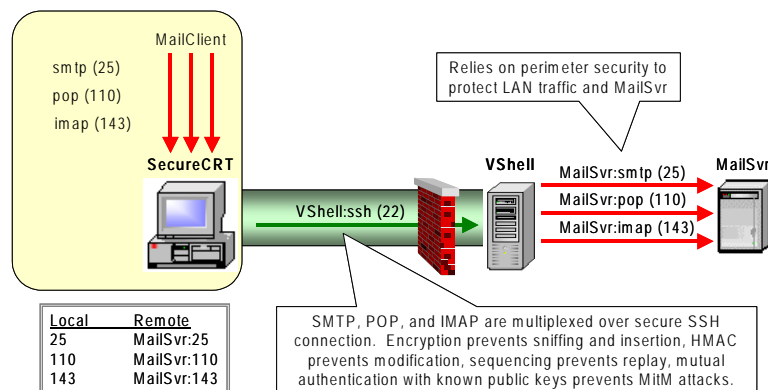 MailClient
smtp (25)
pop (110)
imap (143)
SecureCRT
Relies on perimeter security to
protect LAN traffic and MailSvr
VShell
MailSvr
MailSvr:smtp (25)
MailSvr:pop (110)
MailSvr:imap (143)
VShell:ssh (22)
Local Remote
25 MailSvr:25
110 MailSvr:110
143 MailSvr:143
SMTP, POP, and IMAP are multiplexed over secure SSH
connection. Encryption prevents sniffing and insertion, HMAC
prevents modification, sequencing prevents replay, mutual
authentication with known public keys prevents MitM attacks.